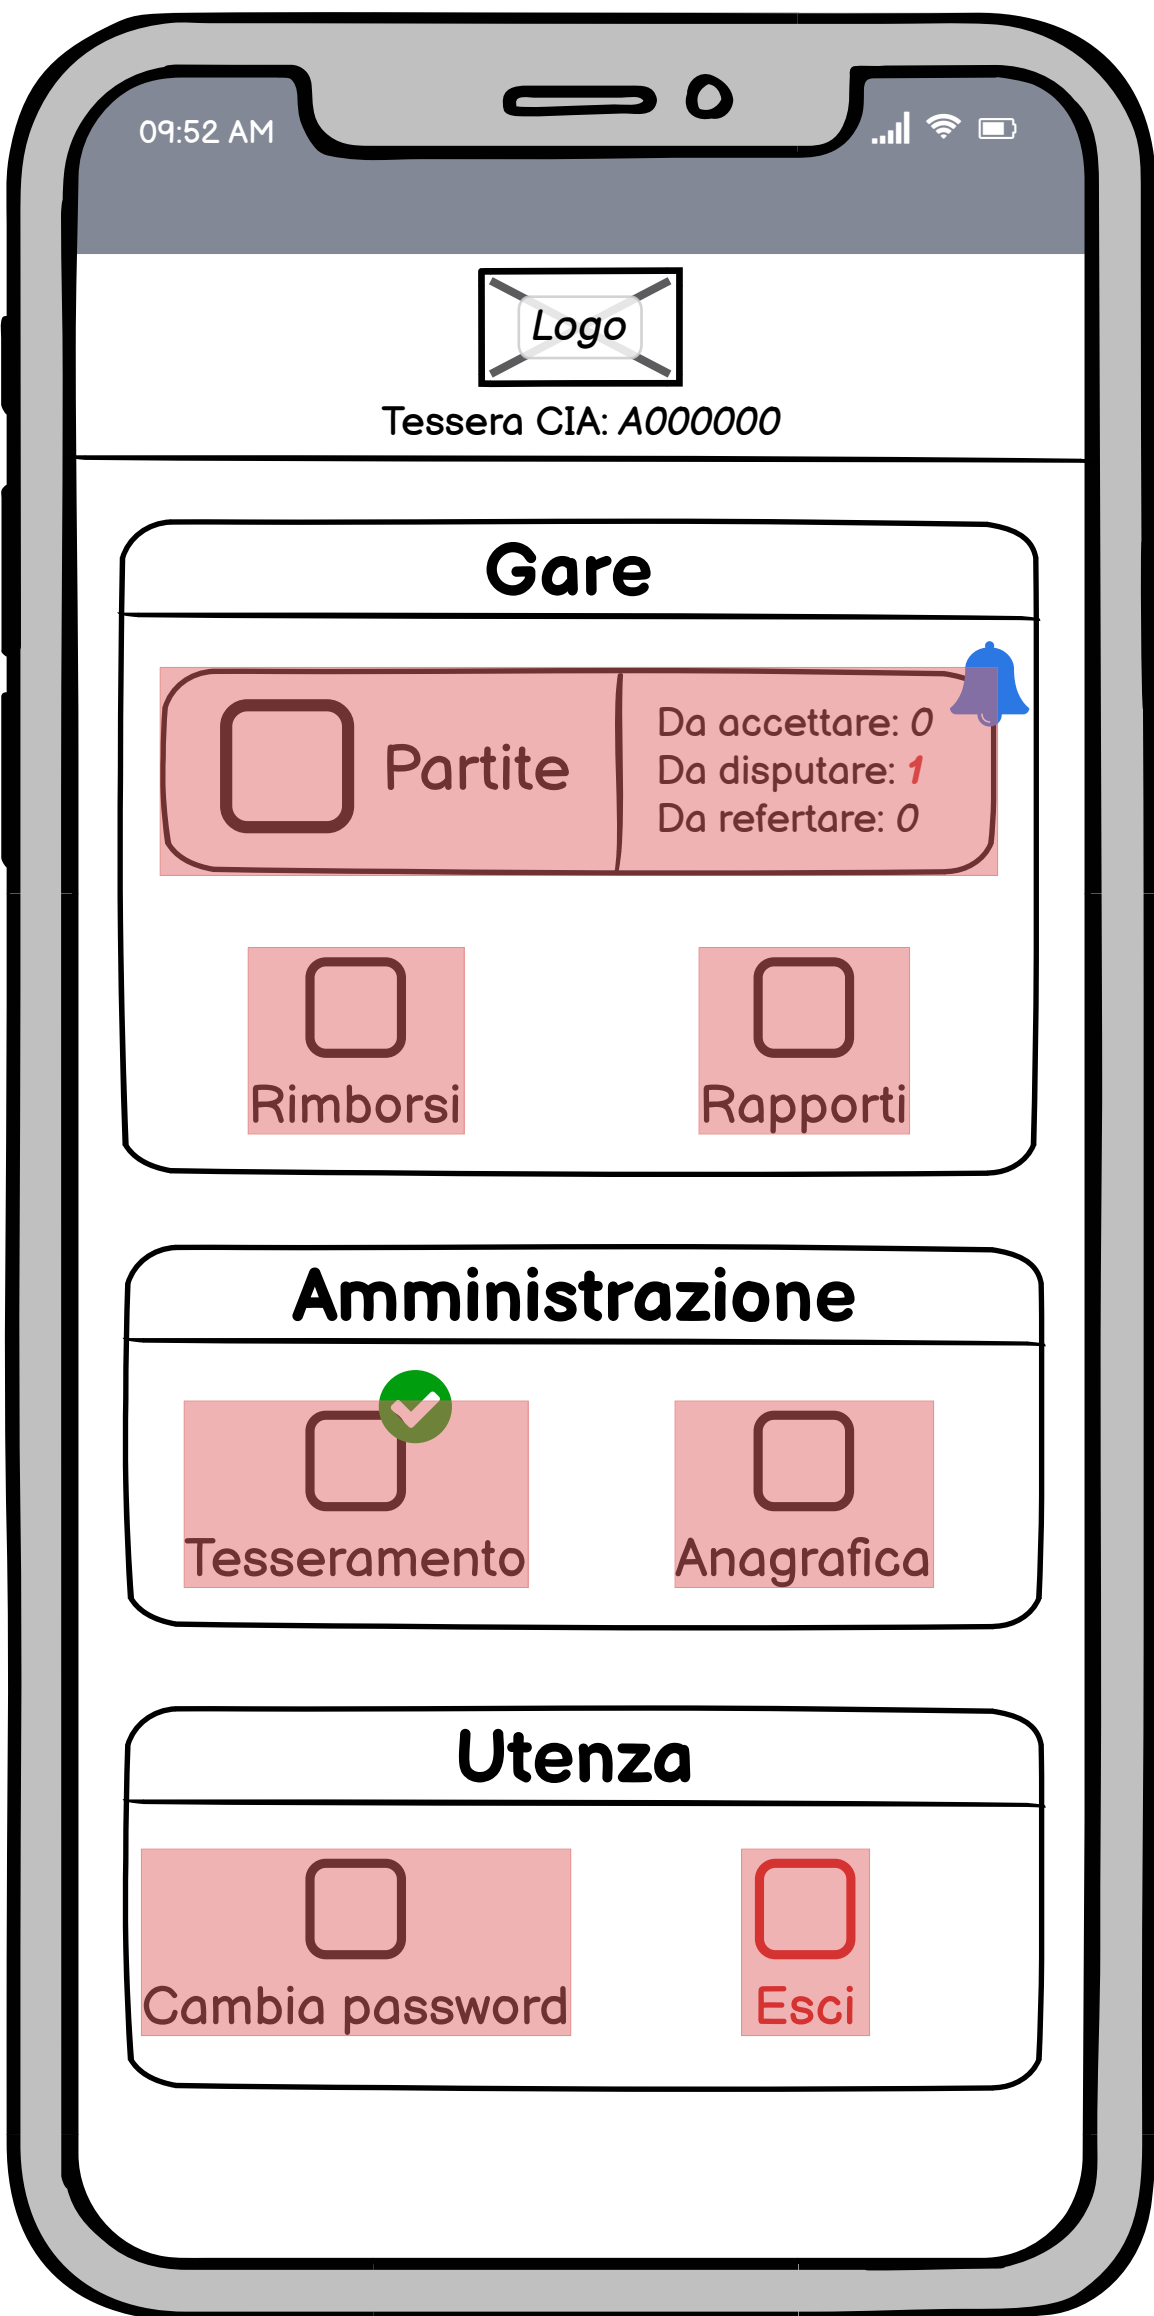 09:52 AM
Logo
Tessera CIA: A000000
Gare
Partite
Da accettare: 0
Da disputare: 1
Da refertare: 0
Rimborsi
Rapporti
Amministrazione
Tesseramento
Anagrafica
Utenza
Cambia password
Esci